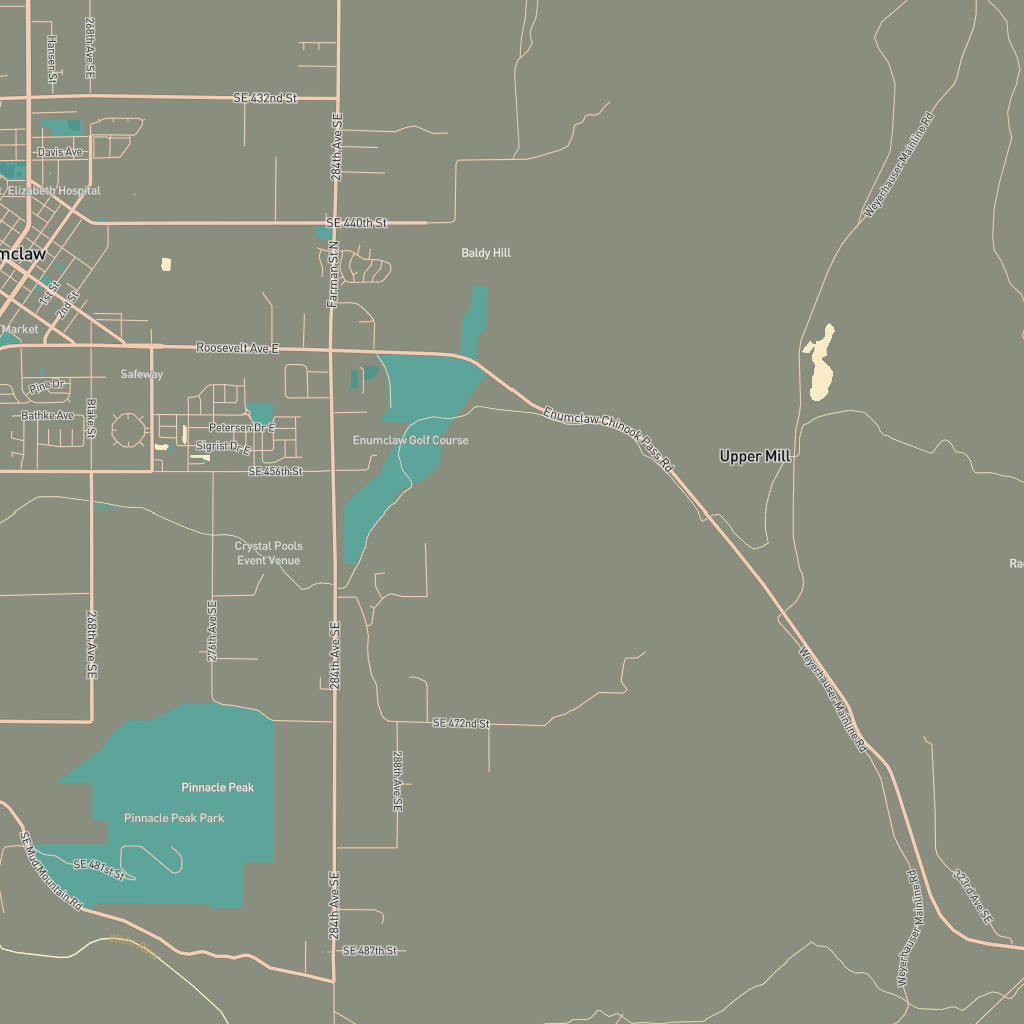 268th Ave SE
Hansen St
SE 432nd St
284th Ave SE
Weyerhauser Mainline Rd
Davis Ave
Elizabeth Hospital
SE 440th St
mclaw
Baldy Hill
Farman St N
1st St
2nd St
Market
Roosevelt Ave E
Safeway
Pine Dr
Bathke Ave
Blake St
Petersen Dr E
Sigrist Dr E
Enumclaw Chinook Pass Rd
Enumclaw Golf Course
Upper Mill
SE 456th St
Crystal Pools
Event Venue
268th Ave SE
276th Ave SE
284th Ave SE
Weyerhauser Mainline Rd
SE 472nd St
288th Ave SE
Pinnacle Peak
Pinnacle Peak Park
SE Mud Mountain Rd
SE 481st St
284th Ave SE
323rd Ave SE
Weyerhauser Mainline Rd
SE 487th St